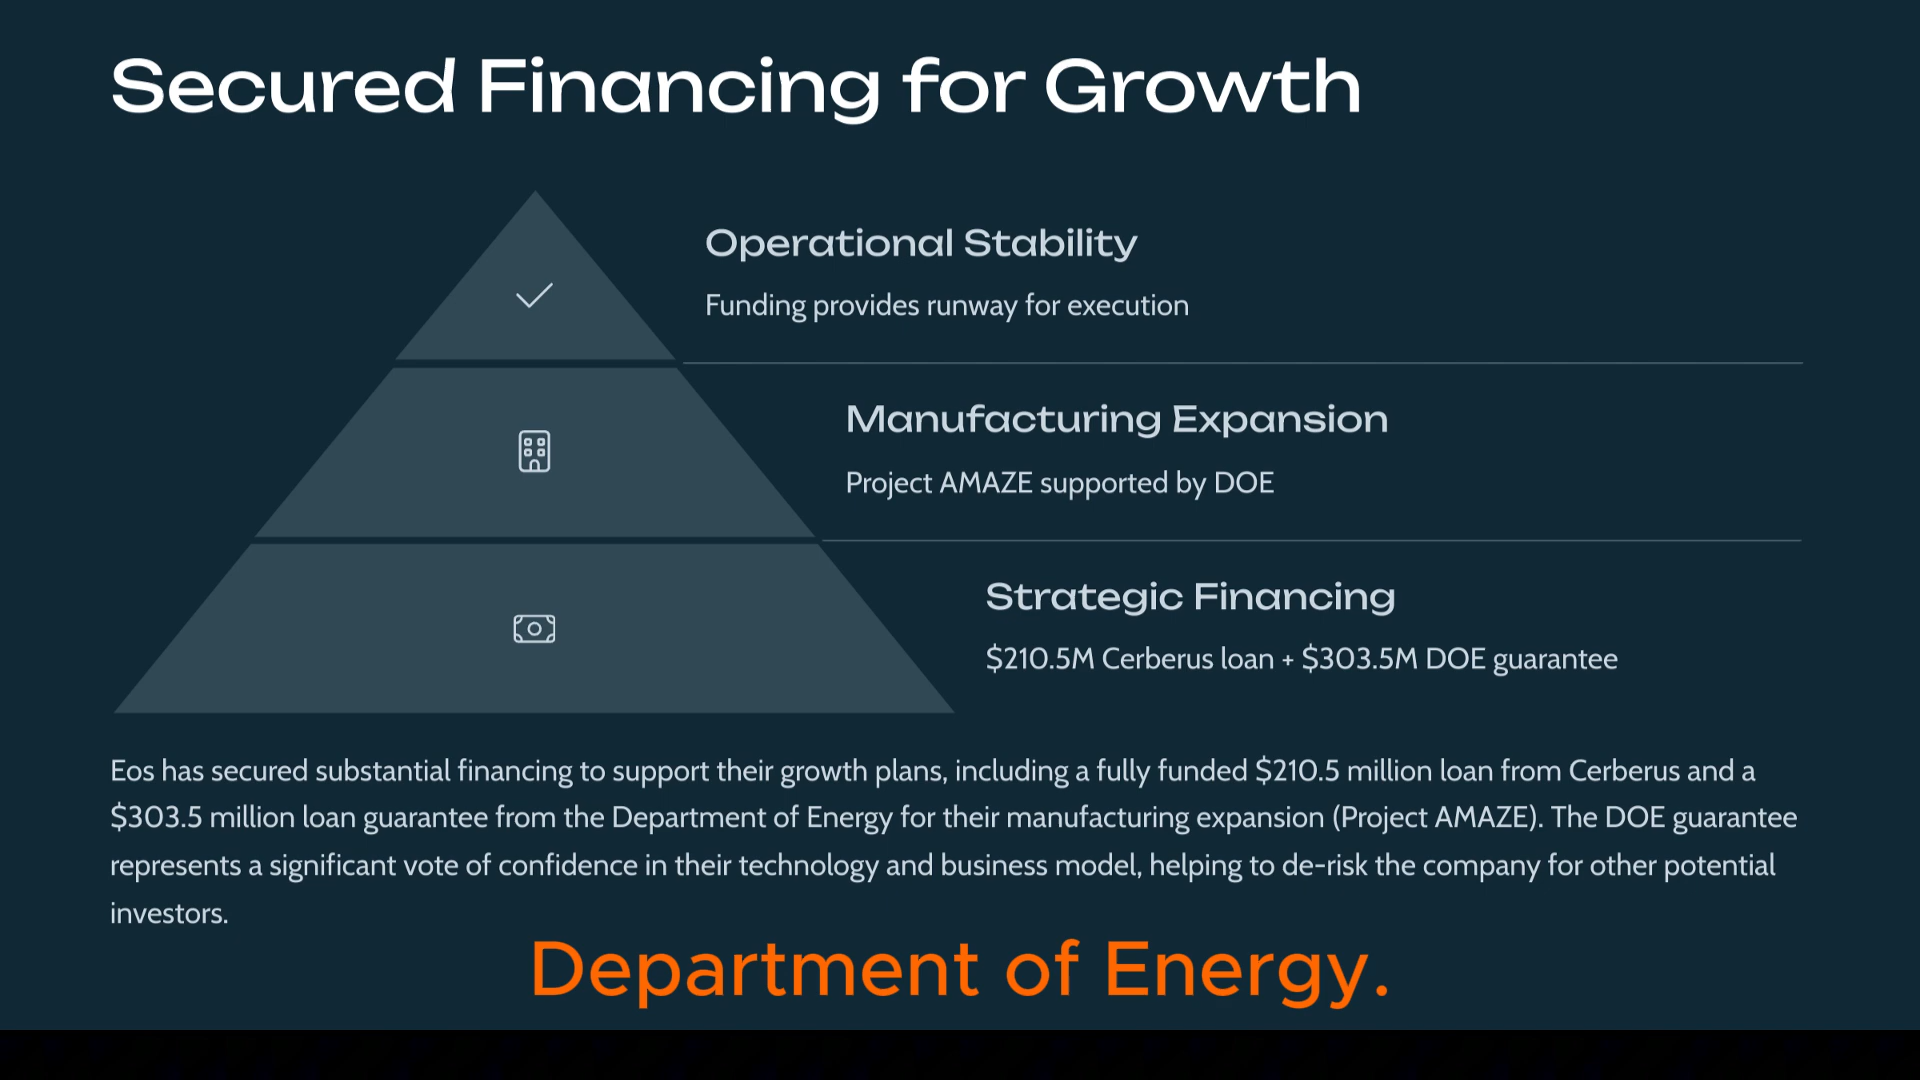 Secured Financing for Growth
Operational Stability
Funding provides runway for execution
Manufacturing Expansion
Project AMAZE supported by DOE
Strategic Financing
$210.5M Cerberus loan + $303.5M DOE guarantee
Eos has secured substantial financing to support their growth plans, including a fully funded $210.5 million loan from Cerberus and a
$303.5 million loan guarantee from the Department of Energy for their manufacturing expansion (Project AMAZE). The DOE guarantee
represents a significant vote of confidence in their technology and business model, helping to de-risk the company for other potential
investors.
Department of Energy.